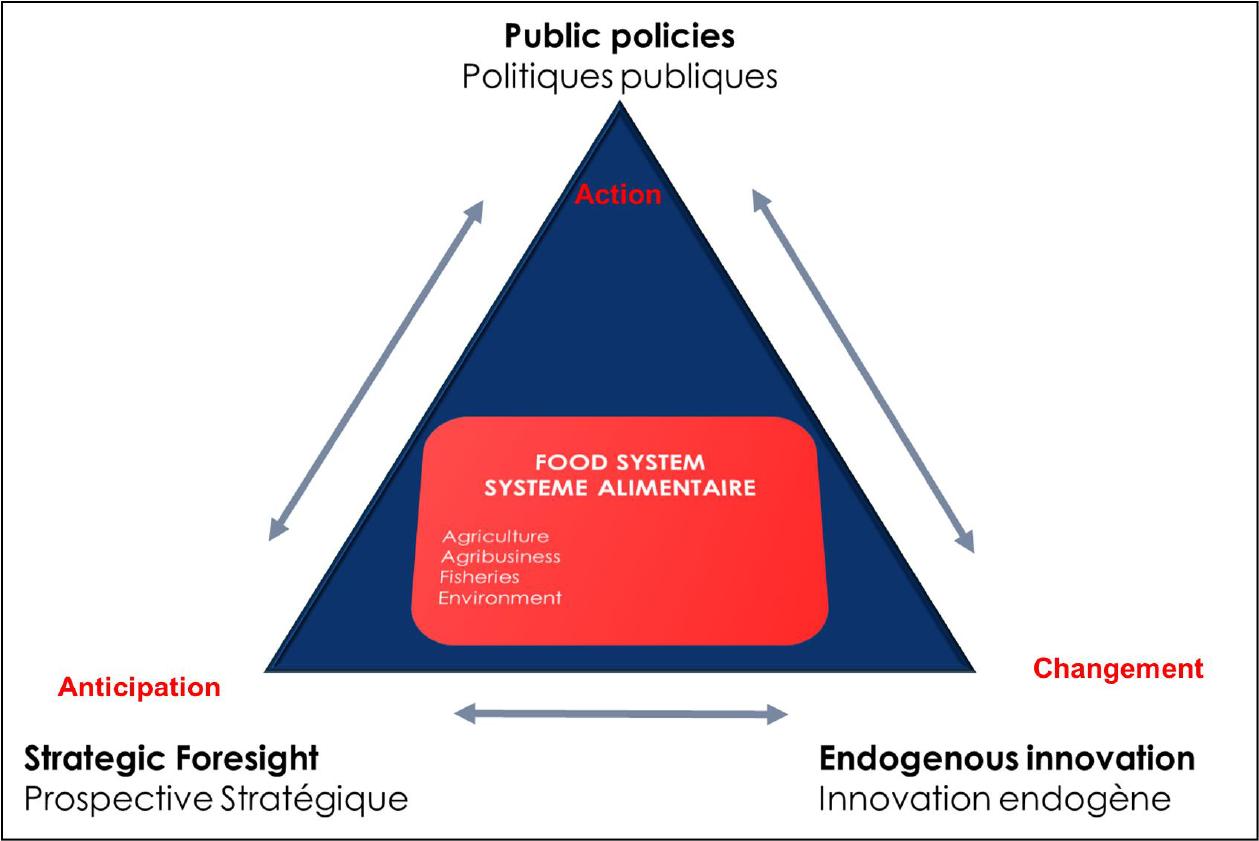 Public policies
Politiques publiques
Action
FOOD SYSTEM
SYSTEME ALIMENTAIRE
Agriculture
Agribusiness
Fisheries
Environment
Anticipation
Changement
Strategic Foresight
Prospective Stratégique
Endogenous innovation
Innovation endogène